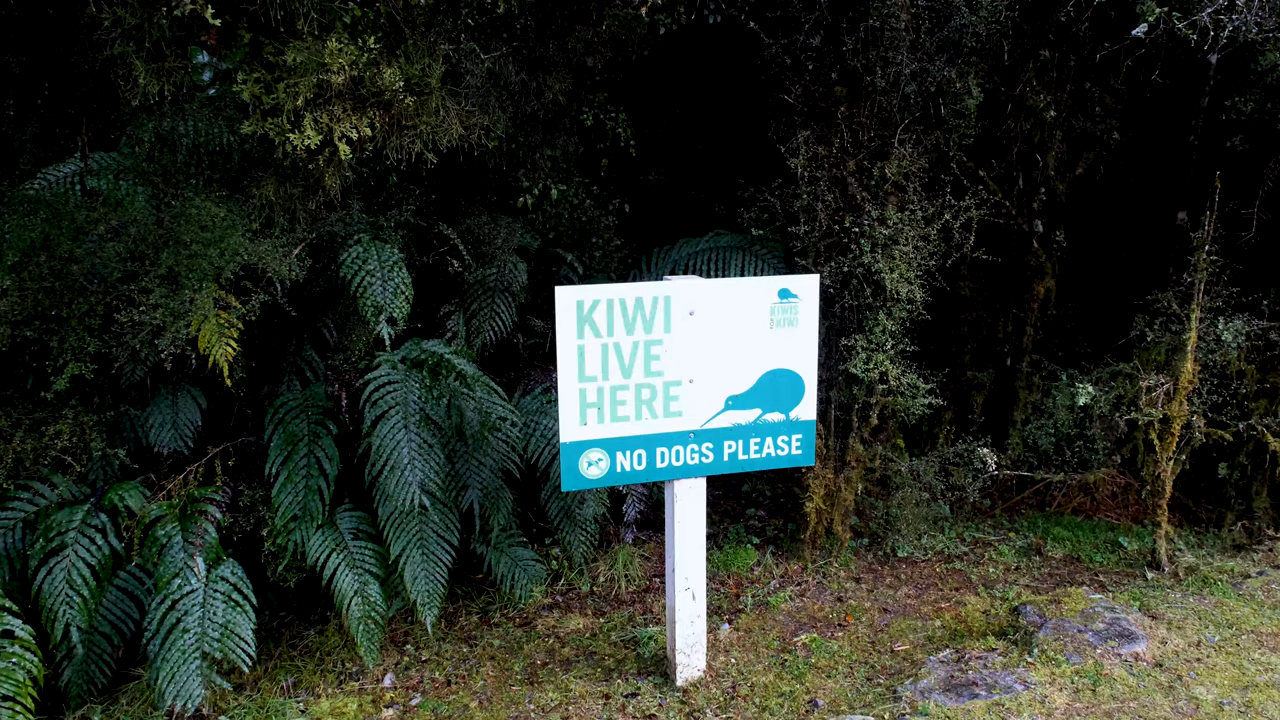 KIWI
LIVE
HERE
KIWIS
FOR KIWI
NO DOGS PLEASE